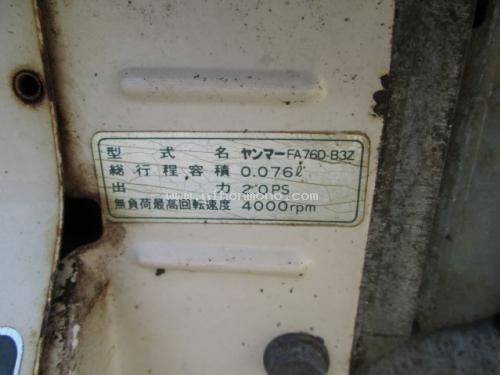 型式名 ヤンマーFA76D-B3Z
総行程容積 0.076ℓ
出力 2.0PS
無負荷最高回転速度 4000rpm